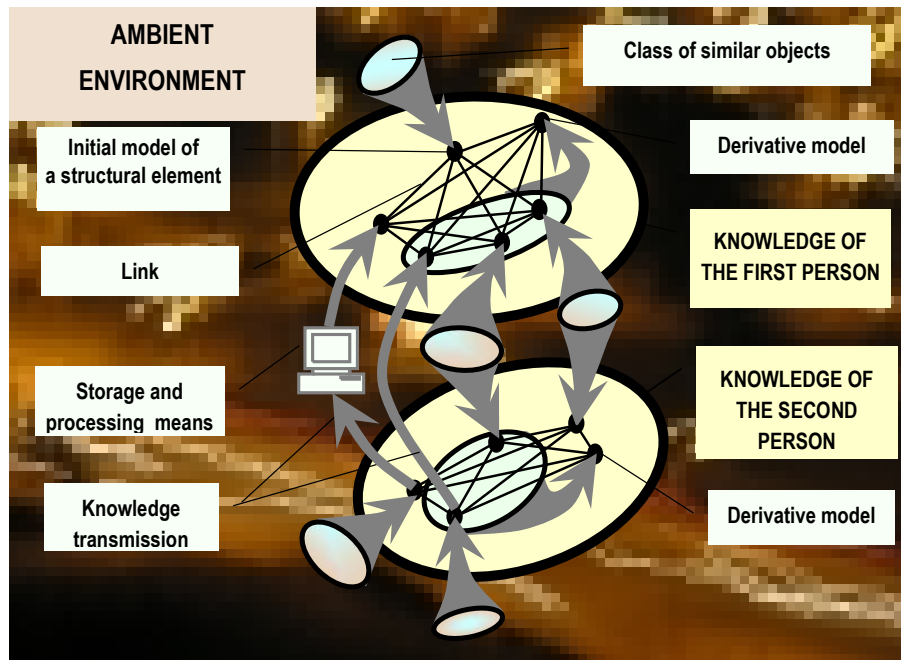 AMBIENT
ENVIRONMENT
Class of similar objects
Initial model of
a structural element
Derivative model
Link
KNOWLEDGE OF
THE FIRST PERSON
Storage and
processing means
KNOWLEDGE OF
THE SECOND
PERSON
Knowledge
transmission
Derivative model